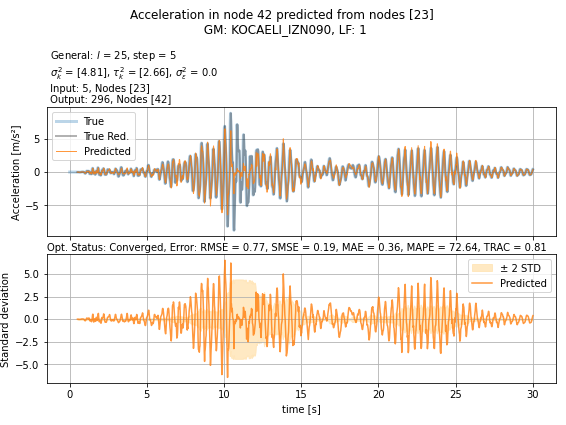 Acceleration in node 42 predicted from nodes [23]
GM: KOCAELI_IZN090, LF: 1
General: l = 25, step = 5
σ²ₖ = [4.81], τ²ₖ = [2.66], σ²ε = 0.0
Input: 5, Nodes [23]
Output: 296, Nodes [42]
True
True Red.
Predicted
Acceleration [m/s²]
5
0
−5
Opt. Status: Converged, Error: RMSE = 0.77, SMSE = 0.19, MAE = 0.36, MAPE = 72.64, TRAC = 0.81
± 2 STD
Predicted
Standard deviation
5.0
2.5
0.0
−2.5
−5.0
0 5 10 15 20 25 30
time [s]